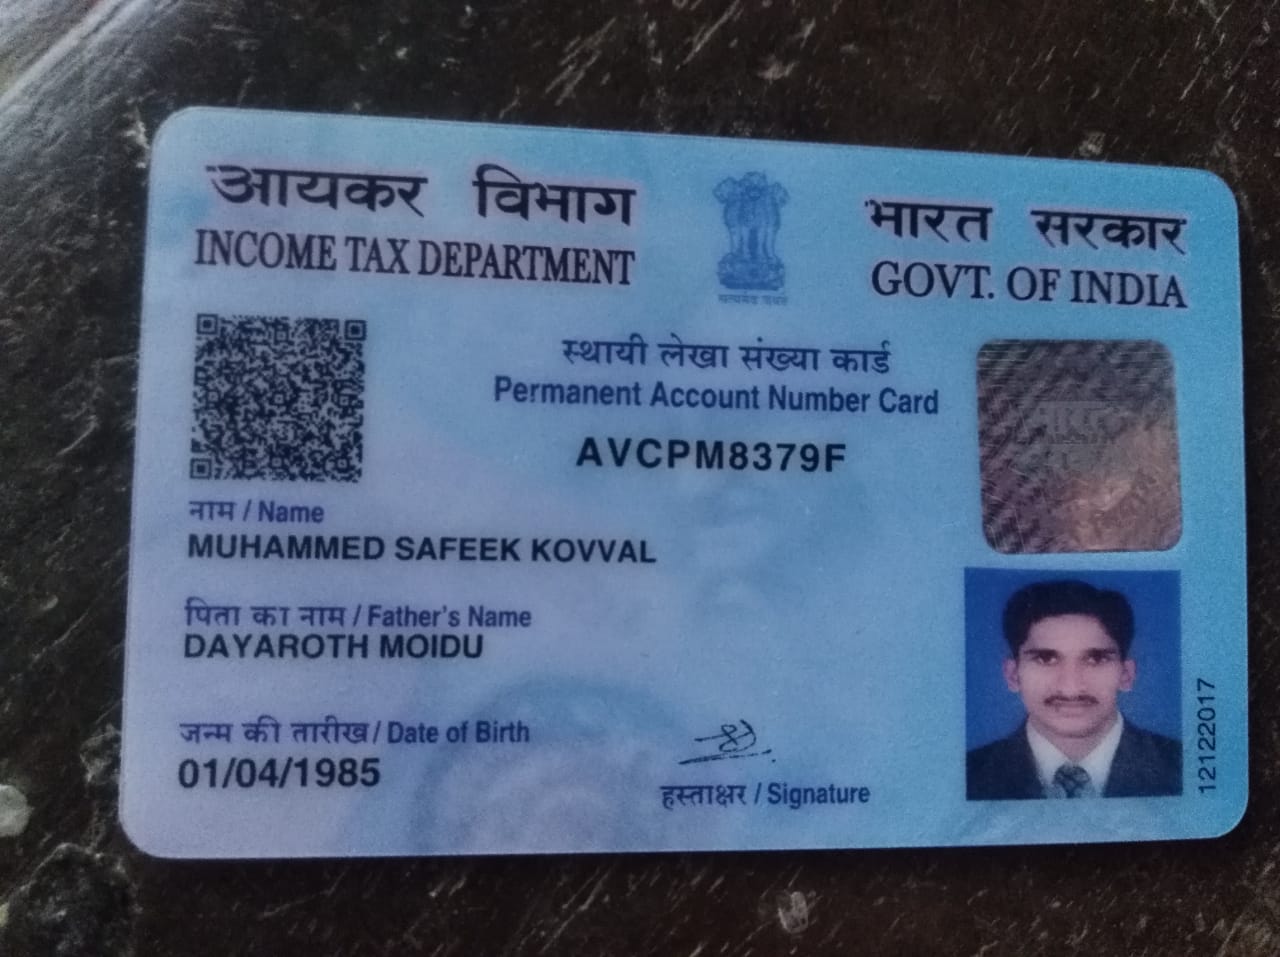 आयकर विभाग
INCOME TAX DEPARTMENT
भारत सरकार
GOVT. OF INDIA
सत्यमेव जयते
स्थायी लेखा संख्या कार्ड
Permanent Account Number Card
AVCPM8379F
नाम / Name
MUHAMMED SAFEEK KOVVAL
पिता का नाम / Father's Name
DAYAROTH MOIDU
जन्म की तारीख / Date of Birth
01/04/1985
हस्ताक्षर / Signature
12122017
भारत